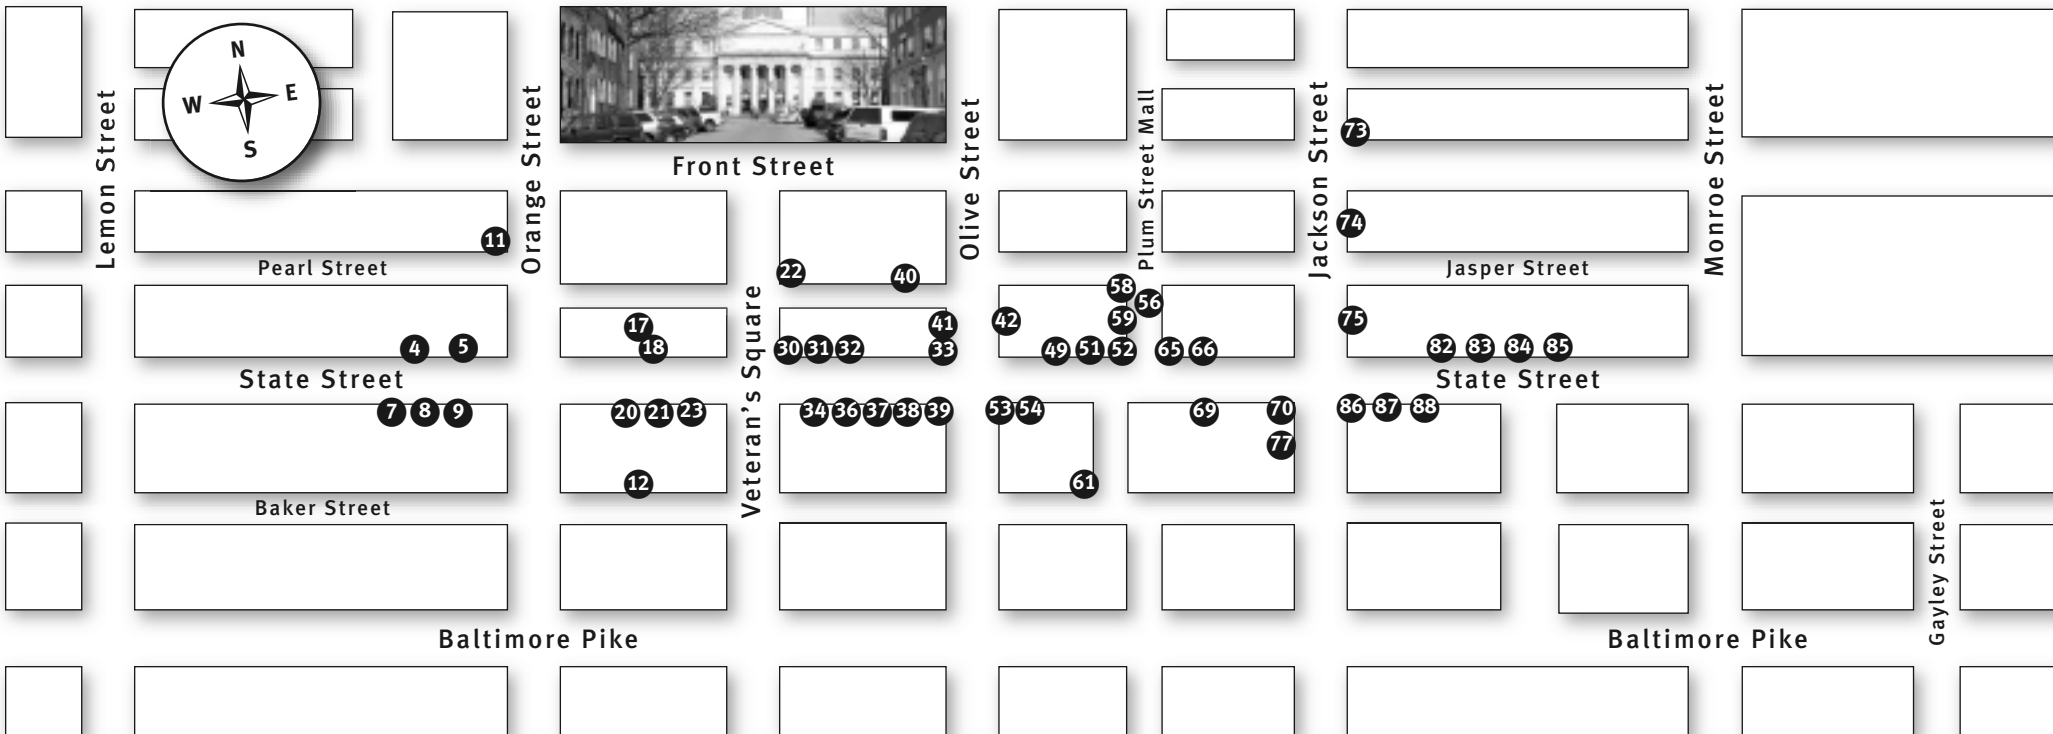 N
W E
S
Lemon Street
Orange Street
Front Street
Olive Street
Plum Street Mall
Jackson Street
Monroe Street
73
11
74
Pearl Street
Jasper Street
22
40
58
56
17
18
41
42
59
75
4 5
30 31 32 33
49 51 52
65 66
82 83 84 85
Veteran's Square
State Street
State Street
7 8 9
20 21 23
34 36 37 38 39
53 54
69 70
86 87 88
77
12
61
Baker Street
Gayley Street
Baltimore Pike
Baltimore Pike